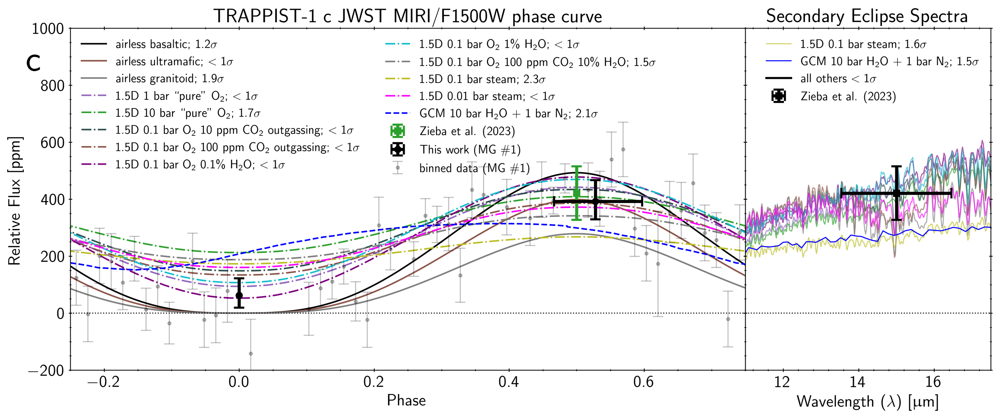 TRAPPIST-1 c JWST MIRI/F1500W phase curve
Secondary Eclipse Spectra
c
Relative Flux [ppm]
1000
800
600
400
200
0
−200
airless basaltic; 1.2σ
airless ultramafic; < 1σ
airless granitoid; 1.9σ
1.5D 1 bar “pure” O₂; < 1σ
1.5D 10 bar “pure” O₂; 1.7σ
1.5D 0.1 bar O₂ 10 ppm CO₂ outgassing; < 1σ
1.5D 0.1 bar O₂ 100 ppm CO₂ outgassing; < 1σ
1.5D 0.1 bar O₂ 0.1% H₂O; < 1σ
1.5D 0.1 bar O₂ 1% H₂O; < 1σ
1.5D 0.1 bar O₂ 100 ppm CO₂ 10% H₂O; 1.5σ
1.5D 0.1 bar steam; 2.3σ
1.5D 0.01 bar steam; < 1σ
GCM 10 bar H₂O + 1 bar N₂; 2.1σ
Zieba et al. (2023)
This work (MG #1)
binned data (MG #1)
1.5D 0.1 bar steam; 1.6σ
GCM 10 bar H₂O + 1 bar N₂; 1.5σ
all others < 1σ
Zieba et al. (2023)
−0.2 0.0 0.2 0.4 0.6
Phase
12 14 16
Wavelength (λ) [μm]